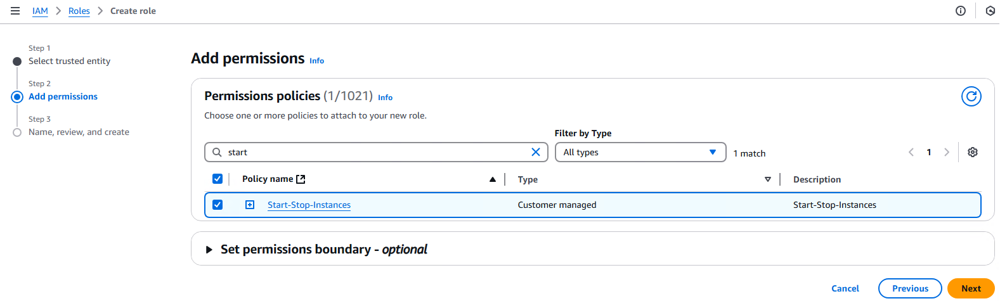 IAM > Roles > Create role
Step 1
Select trusted entity
Step 2
Add permissions
Step 3
Name, review, and create
Add permissions Info
Permissions policies (1/1021) Info
Choose one or more policies to attach to your new role.
Filter by Type
start
All types
1 match
1
Policy name
Type
Description
Start-Stop-Instances
Customer managed
Start-Stop-Instances
Set permissions boundary - optional
Cancel
Previous
Next